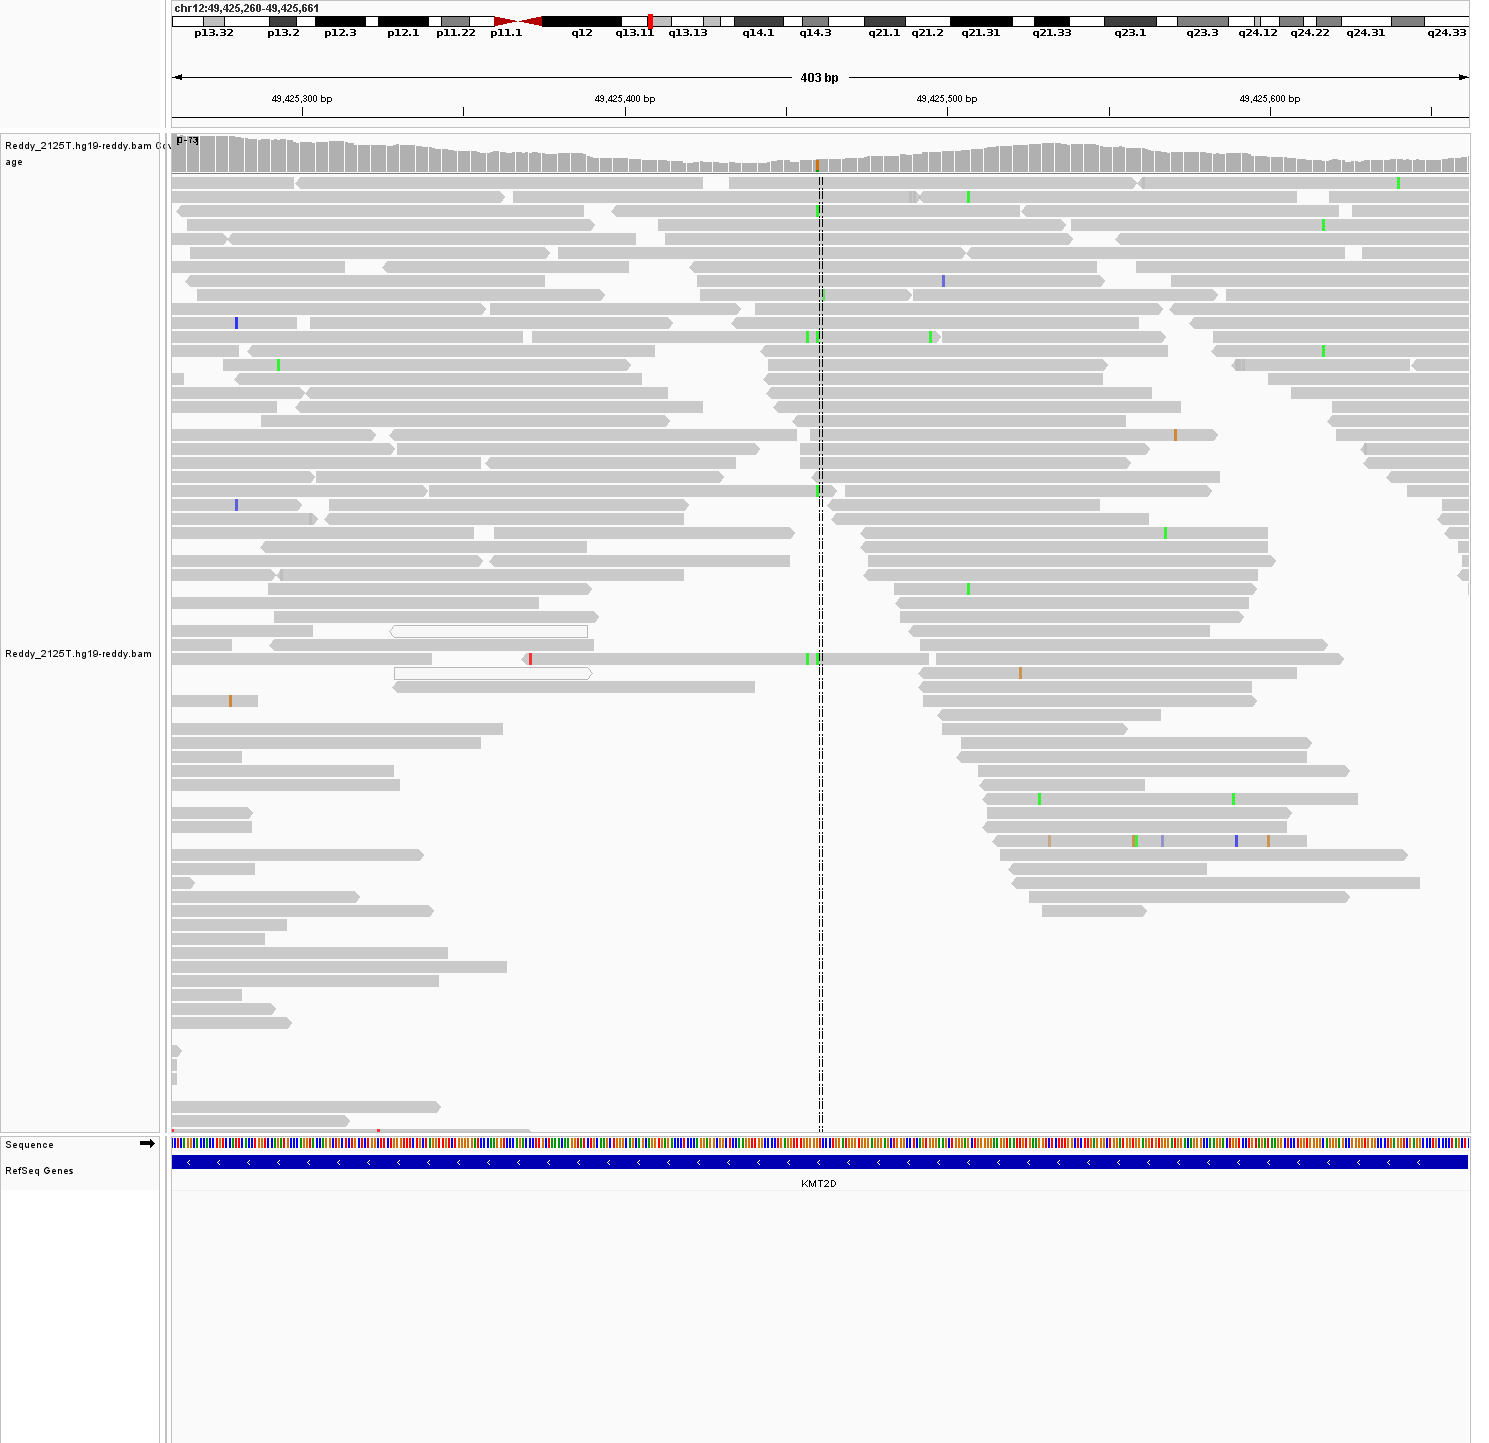 chr12:49,425,260-49,425,661
p13.32 p13.2 p12.3 p12.1 p11.22 p11.1 q12 q13.11 q13.13 q14.1 q14.3 q21.1 q21.2 q21.31 q21.33 q23.1 q23.3 q24.12 q24.22 q24.31 q24.33
403 bp
49,425,300 bp 49,425,400 bp 49,425,500 bp 49,425,600 bp
Reddy_2125T.hg19-reddy.bam Cov
age
Reddy_2125T.hg19-reddy.bam
Sequence
RefSeq Genes
KMT2D